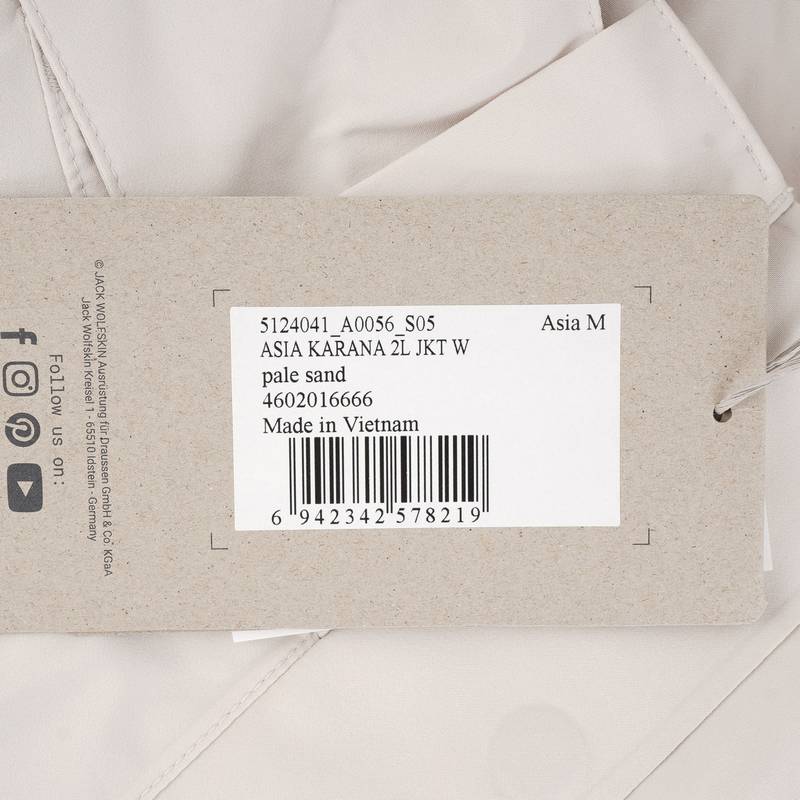 5124041_A0056_S05 Asia M
ASIA KARANA 2L JKT W
pale sand
4602016666
Made in Vietnam
6 942342 578219
© JACK WOLFSKIN Ausrüstung für Draussen GmbH & Co. KGaA
Jack Wolfskin Kreisel 1 - 65510 Idstein - Germany
Follow us on: